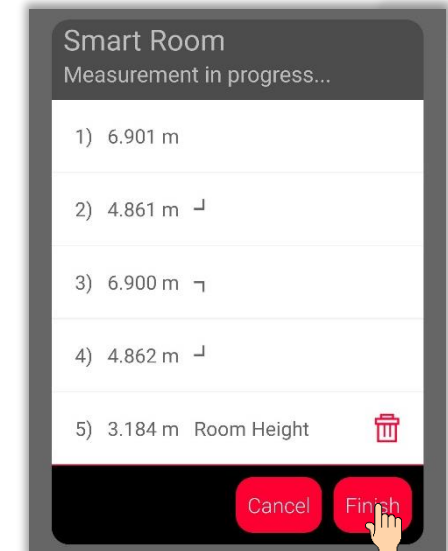 Smart Room
Measurement in progress...
1) 6.901 m
2) 4.861 m ┘
3) 6.900 m ┐
4) 4.862 m ┘
5) 3.184 m Room Height
Cancel Finish